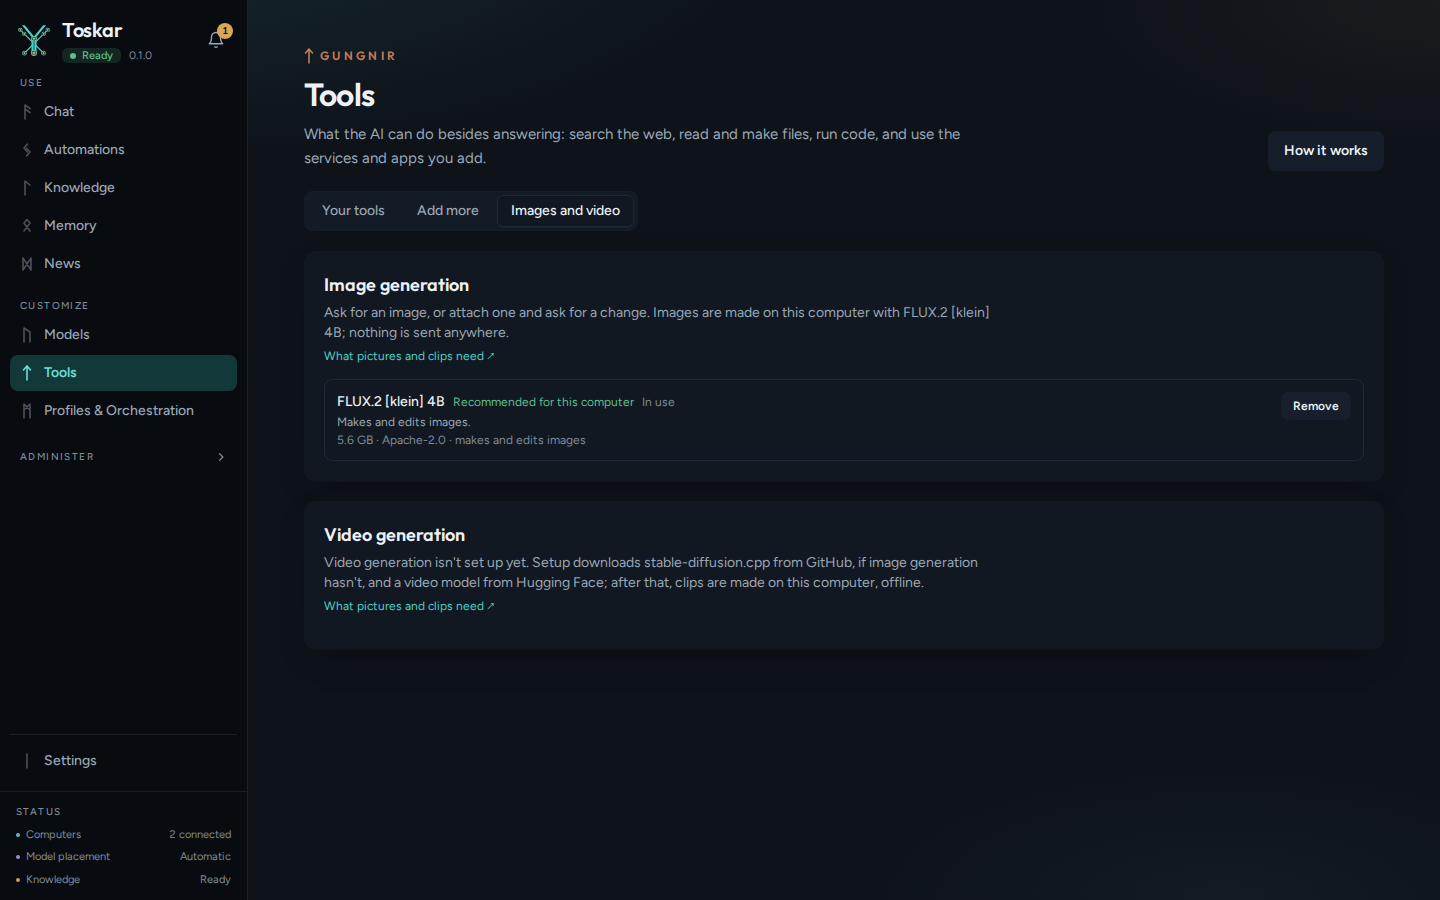 Toskar
Ready 0.1.0
1
USE
Chat
Automations
Knowledge
Memory
News
CUSTOMIZE
Models
Tools
Profiles & Orchestration
ADMINISTER
Settings
STATUS
Computers 2 connected
Model placement Automatic
Knowledge Ready
GUNGNIR
Tools
What the AI can do besides answering: search the web, read and make files, run code, and use the
services and apps you add.
How it works
Your tools Add more Images and video
Image generation
Ask for an image, or attach one and ask for a change. Images are made on this computer with FLUX.2 [klein]
4B; nothing is sent anywhere.
What pictures and clips need ↗
FLUX.2 [klein] 4B Recommended for this computer In use
Remove
Makes and edits images.
5.6 GB · Apache-2.0 · makes and edits images
Video generation
Video generation isn't set up yet. Setup downloads stable-diffusion.cpp from GitHub, if image generation
hasn't, and a video model from Hugging Face; after that, clips are made on this computer, offline.
What pictures and clips need ↗